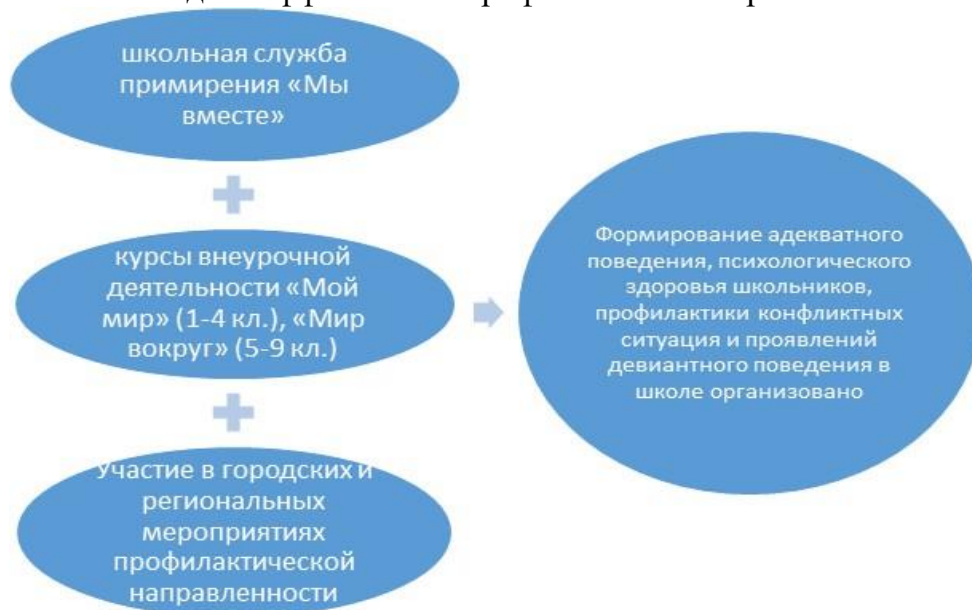 школьная служба
примирения «Мы
вместе»
курсы внеурочной
деятельности «Мой
мир» (1-4 кл.), «Мир
вокруг» (5-9 кл.)
Участие в городских и
региональных
мероприятиях
профилактической
направленности
Формирование адекватного
поведения, психологического
здоровья школьников,
профилактики конфликтных
ситуация и проявлений
девиантного поведения в
школе организовано